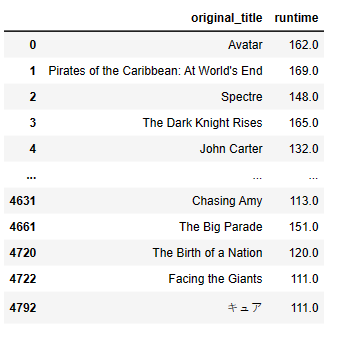 original_title runtime
0 Avatar 162.0
1 Pirates of the Caribbean: At World's End 169.0
2 Spectre 148.0
3 The Dark Knight Rises 165.0
4 John Carter 132.0
... ... ...
4631 Chasing Amy 113.0
4661 The Big Parade 151.0
4720 The Birth of a Nation 120.0
4722 Facing the Giants 111.0
4792 キュア 111.0